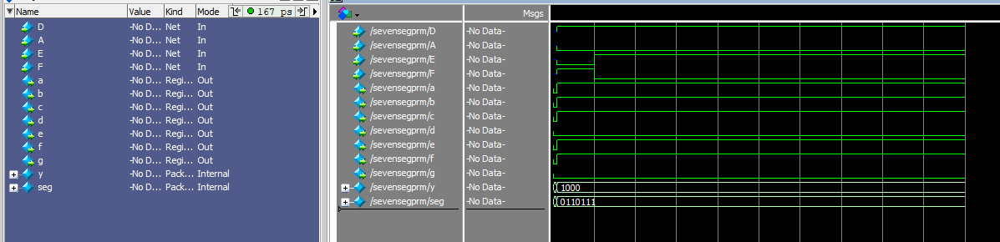 Name Value Kind Mode 167 ps
D -No D... Net In
A -No D... Net In
E -No D... Net In
F -No D... Net In
a -No D... Regi... Out
b -No D... Regi... Out
c -No D... Regi... Out
d -No D... Regi... Out
e -No D... Regi... Out
f -No D... Regi... Out
g -No D... Regi... Out
y -No D... Pack... Internal
seg -No D... Pack... Internal
Msgs
/sevensegprm/D -No Data-
/sevensegprm/A -No Data-
/sevensegprm/E -No Data-
/sevensegprm/F -No Data-
/sevensegprm/a -No Data-
/sevensegprm/b -No Data-
/sevensegprm/c -No Data-
/sevensegprm/d -No Data-
/sevensegprm/e -No Data-
/sevensegprm/f -No Data-
/sevensegprm/g -No Data-
/sevensegprm/y -No Data- 1000
/sevensegprm/seg -No Data- 0110111